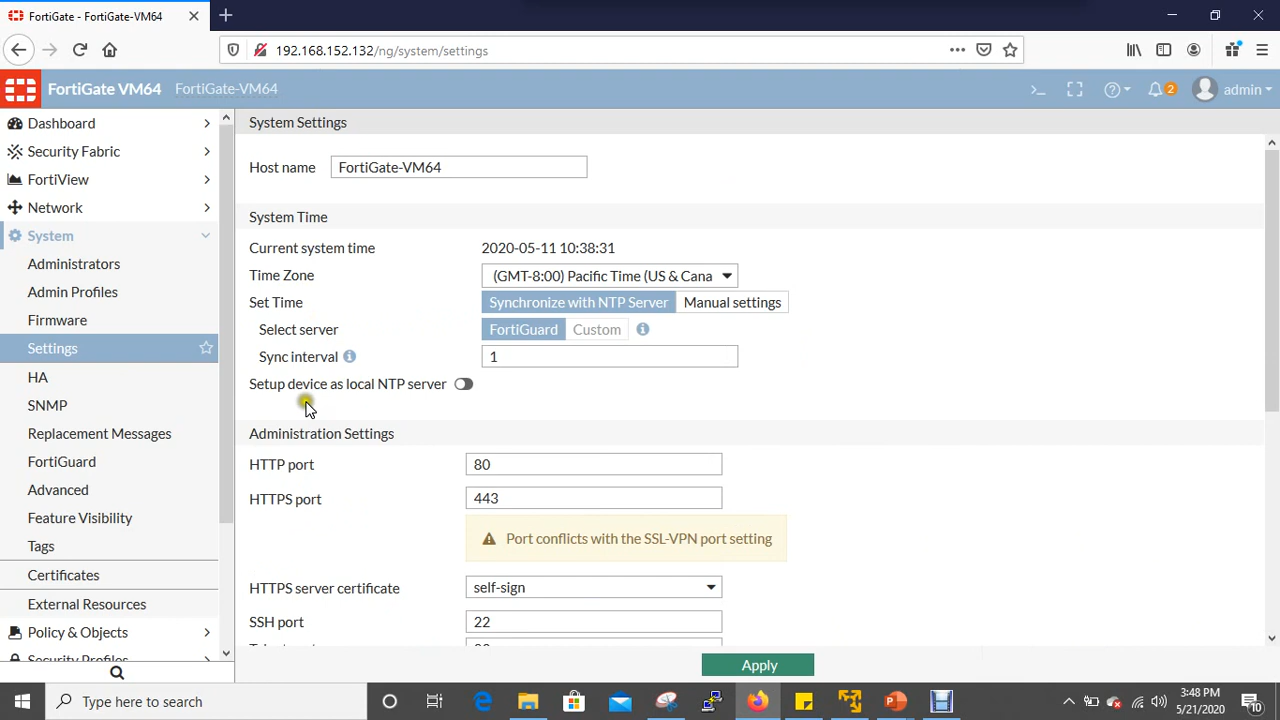 FortiGate - FortiGate-VM64
192.168.152.132/ng/system/settings
FortiGate VM64
FortiGate-VM64
2
admin
Dashboard
Security Fabric
FortiView
Network
System
Administrators
Admin Profiles
Firmware
Settings
HA
SNMP
Replacement Messages
FortiGuard
Advanced
Feature Visibility
Tags
Certificates
External Resources
Policy & Objects
Security Profiles
System Settings
Host name FortiGate-VM64
System Time
Current system time 2020-05-11 10:38:31
Time Zone (GMT-8:00) Pacific Time (US & Cana
Set Time Synchronize with NTP Server Manual settings
Select server FortiGuard Custom
Sync interval 1
Setup device as local NTP server
Administration Settings
HTTP port 80
HTTPS port 443
Port conflicts with the SSL-VPN port setting
HTTPS server certificate self-sign
SSH port 22
Apply
Type here to search
3:48 PM
5/21/2020
10